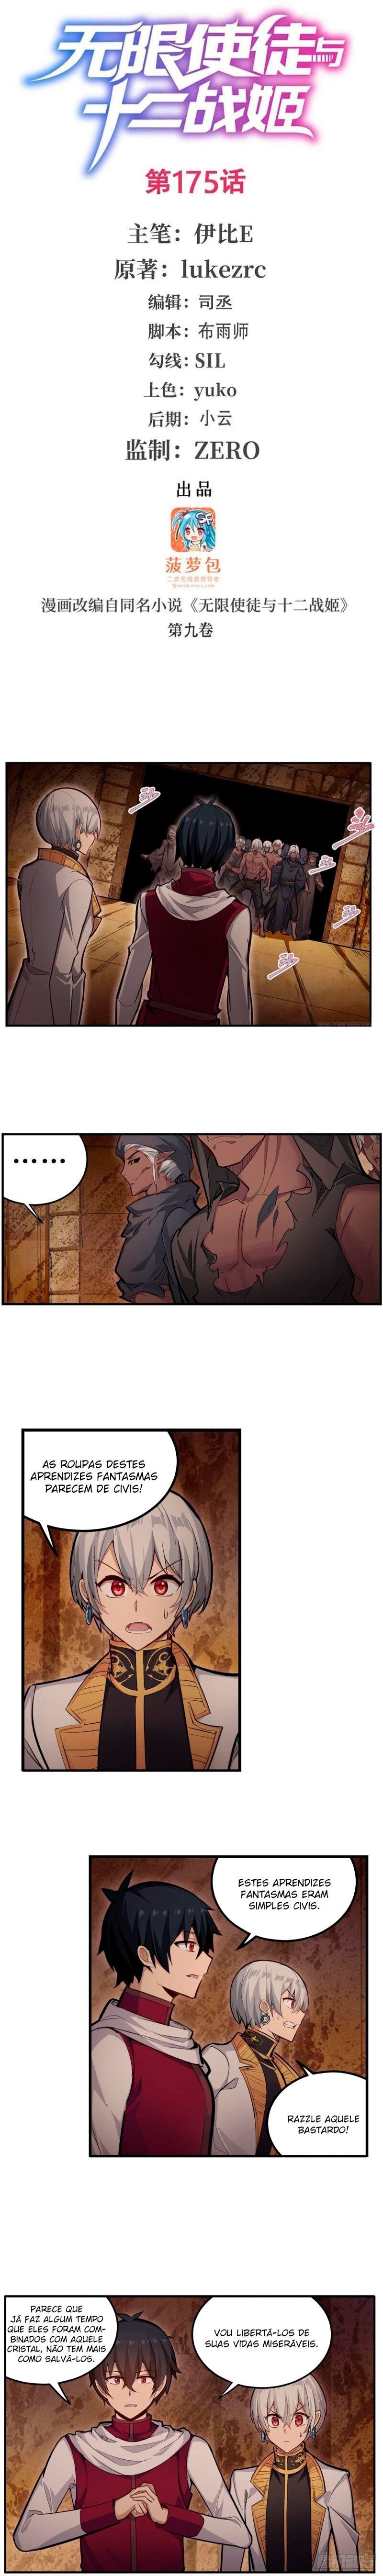 无限使徒与
十二战姬
第175话
主笔：伊比E
原著：lukezrc
编辑：司丞
脚本：布雨师
勾线：SIL
上色：yuko
后期：小云
监制：ZERO
出品
菠萝包
漫画改编自同名小说《无限使徒与十二战姬》
第九卷
......
AS ROUPAS DESTES
APRENDIZES FANTASMAS
PARECEM DE CIVIS!
ESTES APRENDIZES
FANTASMAS ERAM
SIMPLES CIVIS.
RAZZLE AQUELE
BASTARDO!
PARECE QUE
JÁ FAZ ALGUM TEMPO
QUE ELES FORAM COM-
BINADOS COM AQUELE
CRISTAL, NÃO TEM MAIS
COMO SALVÁ-LOS.
VOU LIBERTÁ-LOS DE
SUAS VIDAS MISERÁVEIS.